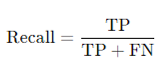 Recall = TP / (TP + FN)